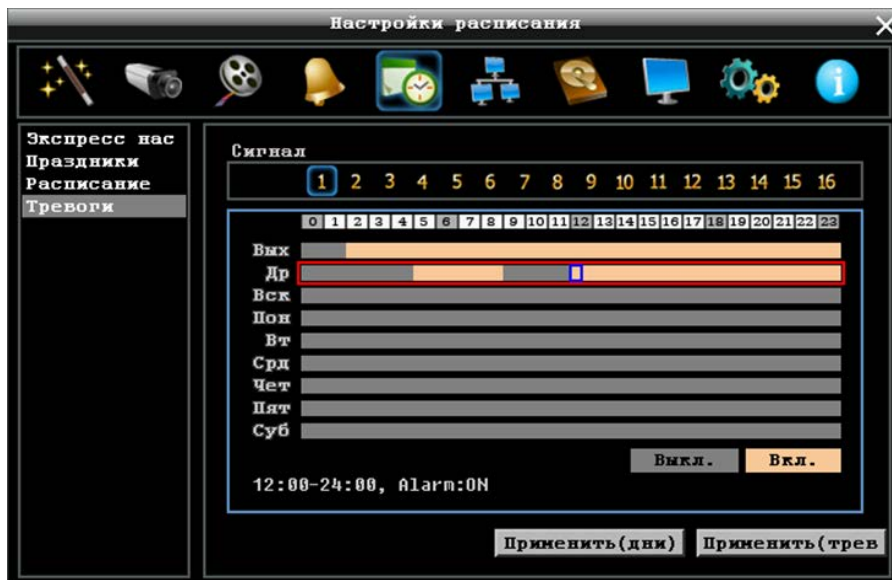 Настройки расписания
Экспресс нас
Праздники
Расписание
Тревоги
Сигнал
1 2 3 4 5 6 7 8 9 10 11 12 13 14 15 16
0 1 2 3 4 5 6 7 8 9 10 11 12 13 14 15 16 17 18 19 20 21 22 23
Вых
Др
Вск
Пон
Вт
Срд
Чет
Пят
Суб
Выкл. Вкл.
12:00-24:00, Alarm:ON
Применить(дни) Применить(трев